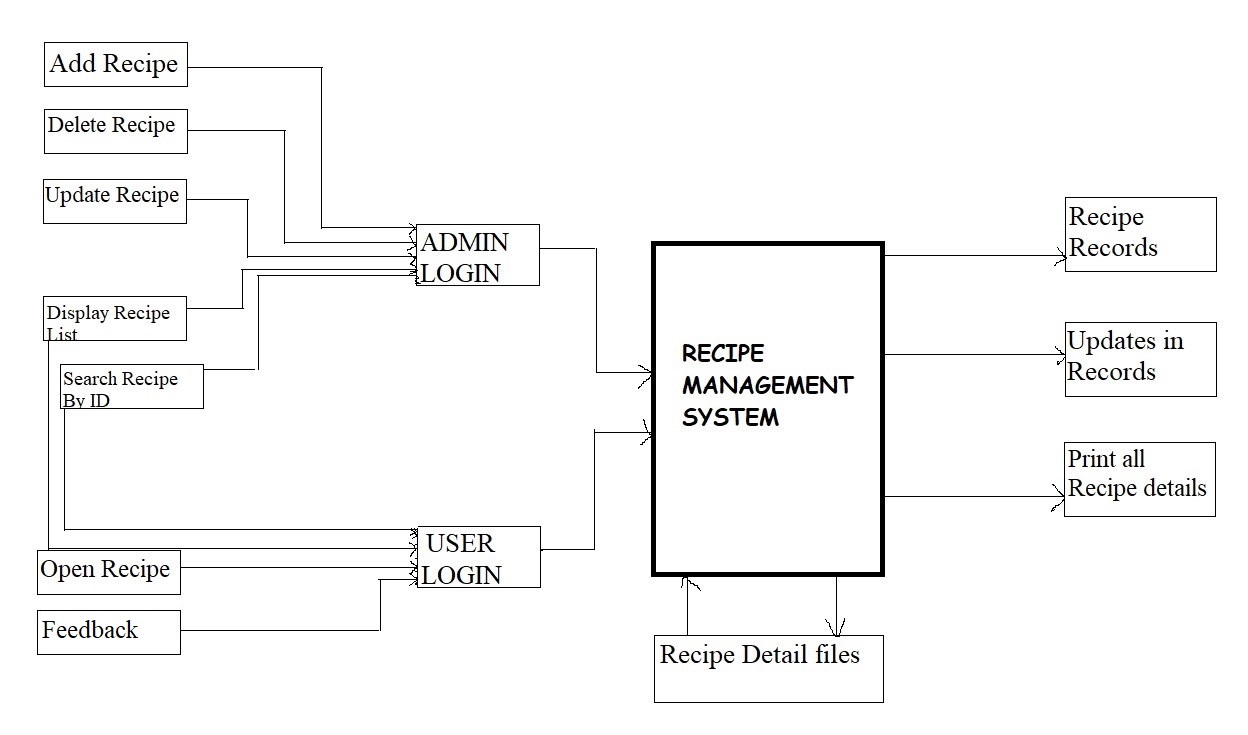 Add Recipe
Delete Recipe
Update Recipe
Display Recipe
List
Search Recipe
By ID
Open Recipe
Feedback
ADMIN
LOGIN
USER
LOGIN
RECIPE
MANAGEMENT
SYSTEM
Recipe Detail files
Recipe
Records
Updates in
Records
Print all
Recipe details